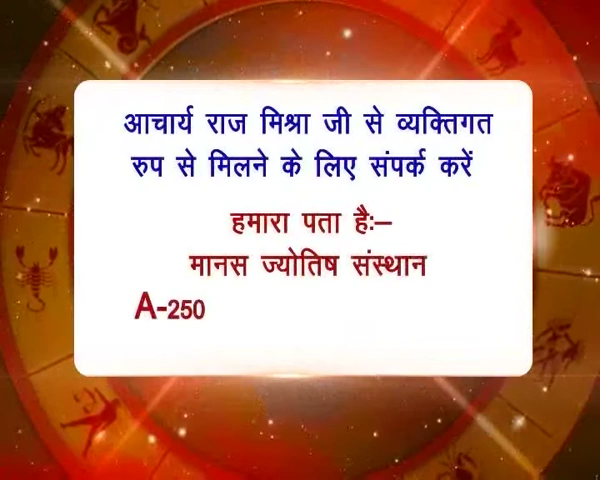 आचार्य राज मिश्रा जी से व्यक्तिगत
रुप से मिलने के लिए संपर्क करें
हमारा पता हैः–
मानस ज्योतिष संस्थान
A-250